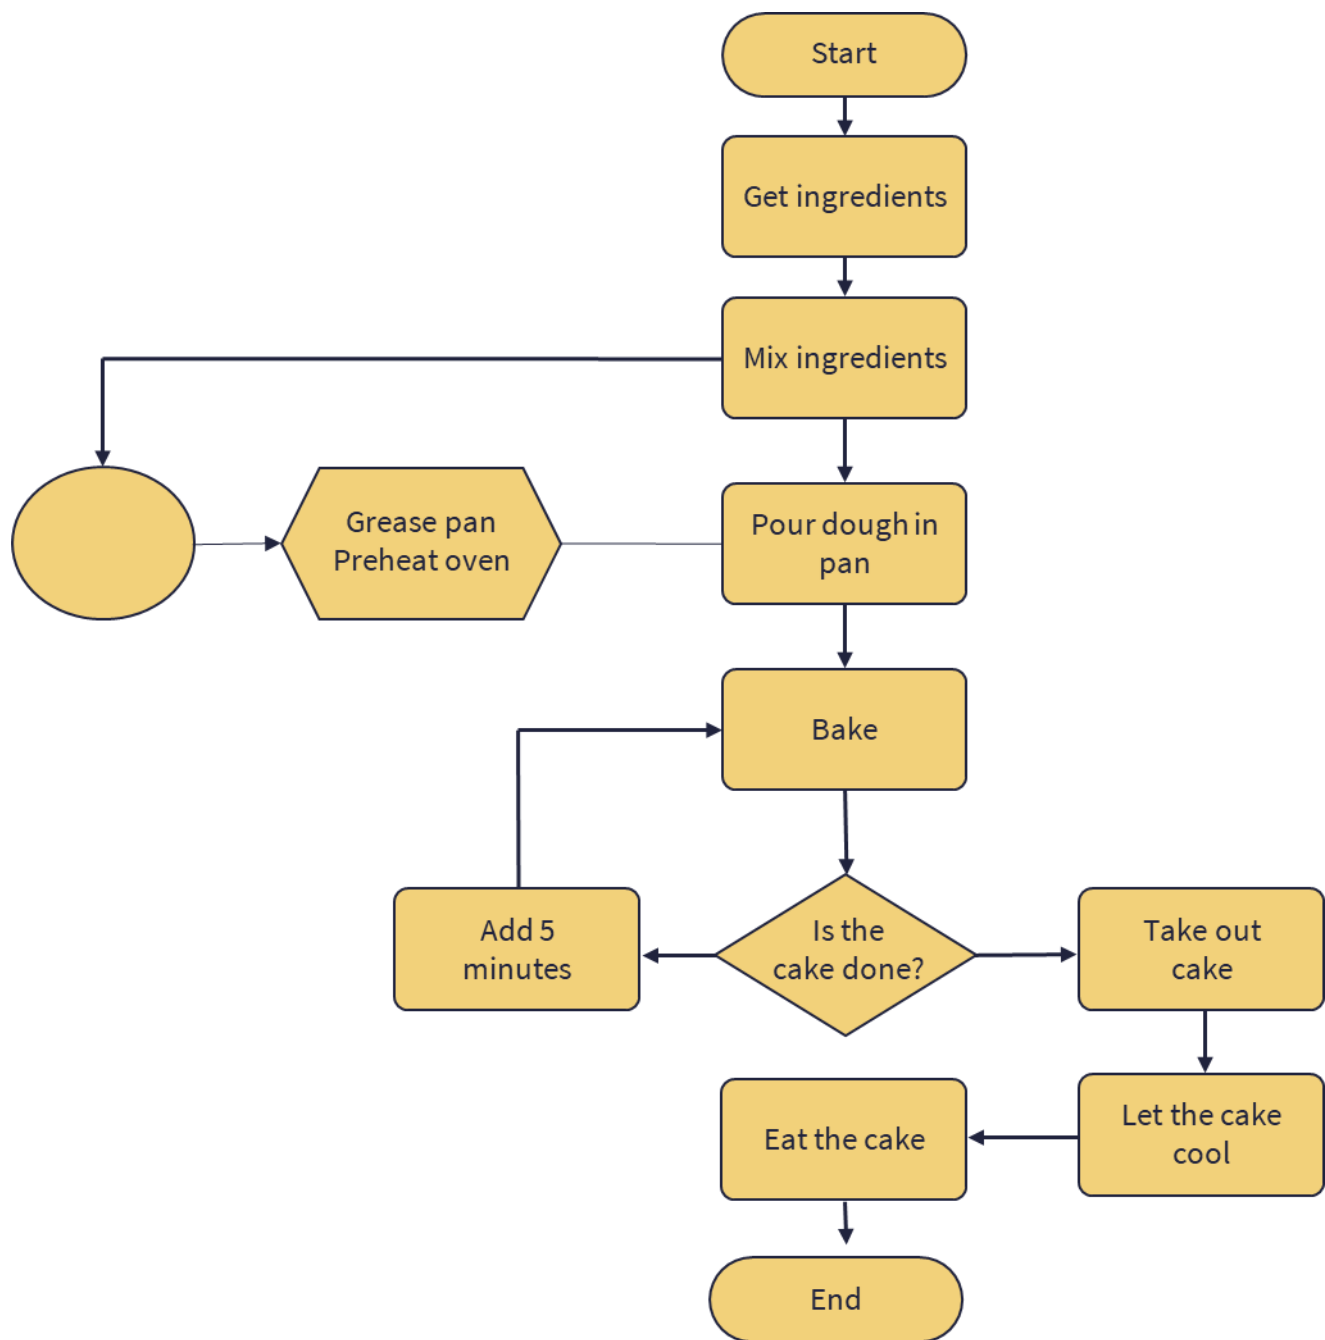 Start
Get ingredients
Mix ingredients
Grease pan
Preheat oven
Pour dough in
pan
Bake
Add 5
minutes
Is the
cake done?
Take out
cake
Let the cake
cool
Eat the cake
End